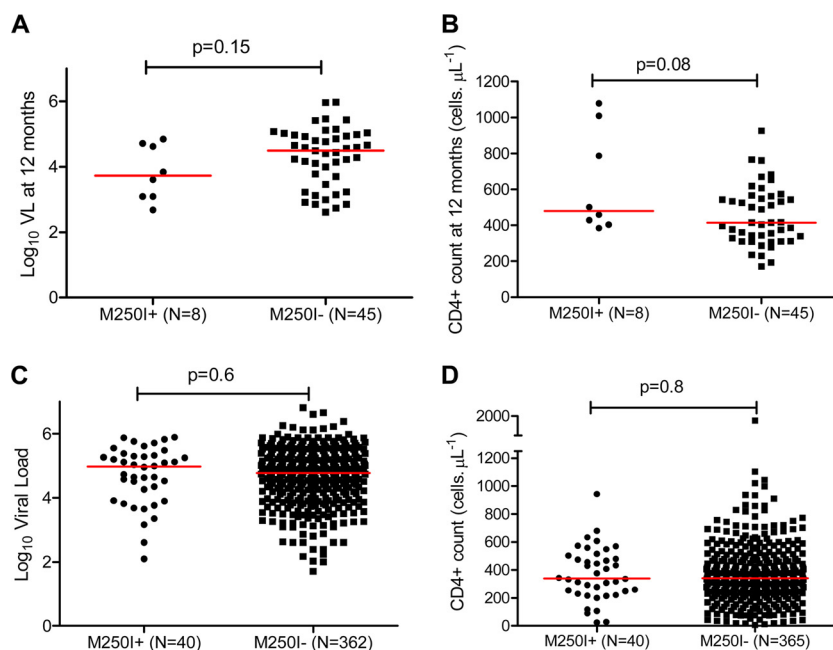 A
p=0.15
Log10 VL at 12 months
6
4
2
0
M250I+ (N=8)
M250I- (N=45)
B
p=0.08
CD4+ count at 12 months (cells. µL-1)
1200
1000
800
600
400
200
0
M250I+ (N=8)
M250I- (N=45)
C
p=0.6
Log10 Viral Load
6
4
2
0
M250I+ (N=40)
M250I- (N=362)
D
p=0.8
CD4+ count (cells. µL-1)
2000
1200
1000
800
600
400
200
0
M250I+ (N=40)
M250I- (N=365)